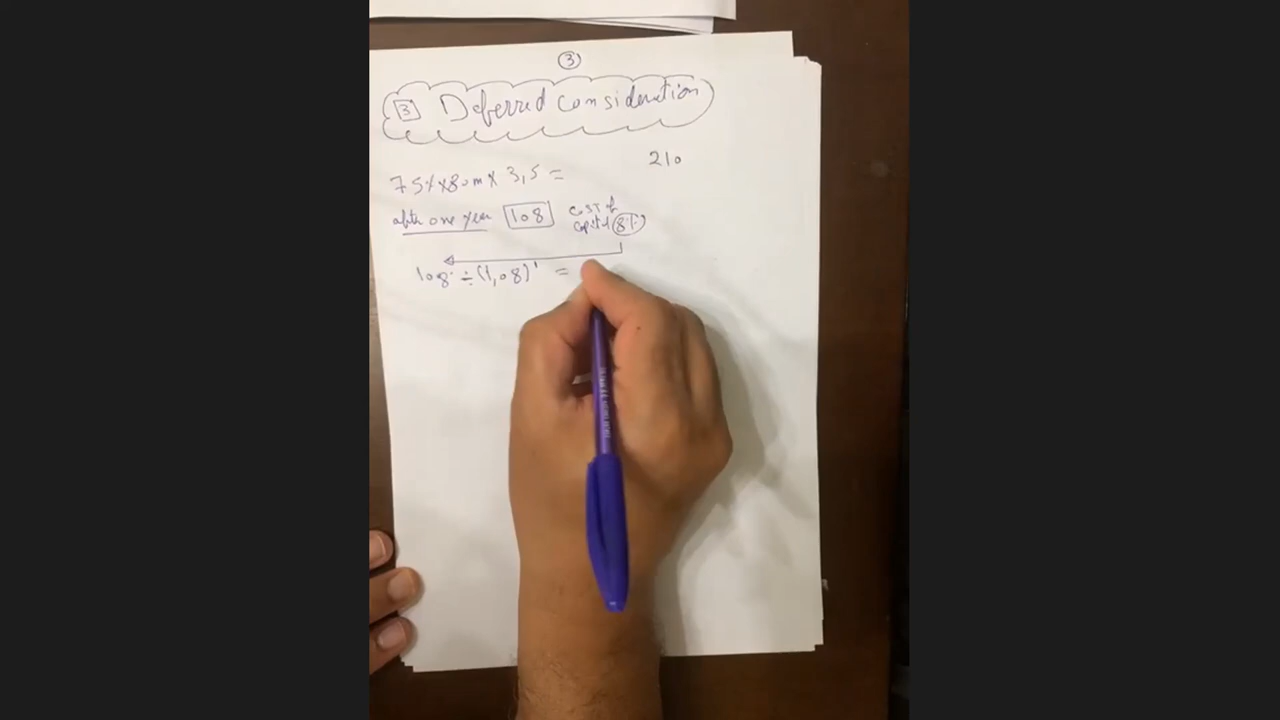 3
3 Deferred consideration
75% x 80m x 3,5 = 210
after one year 108 cost of capital 8%
108 ÷ (1,08)¹ =